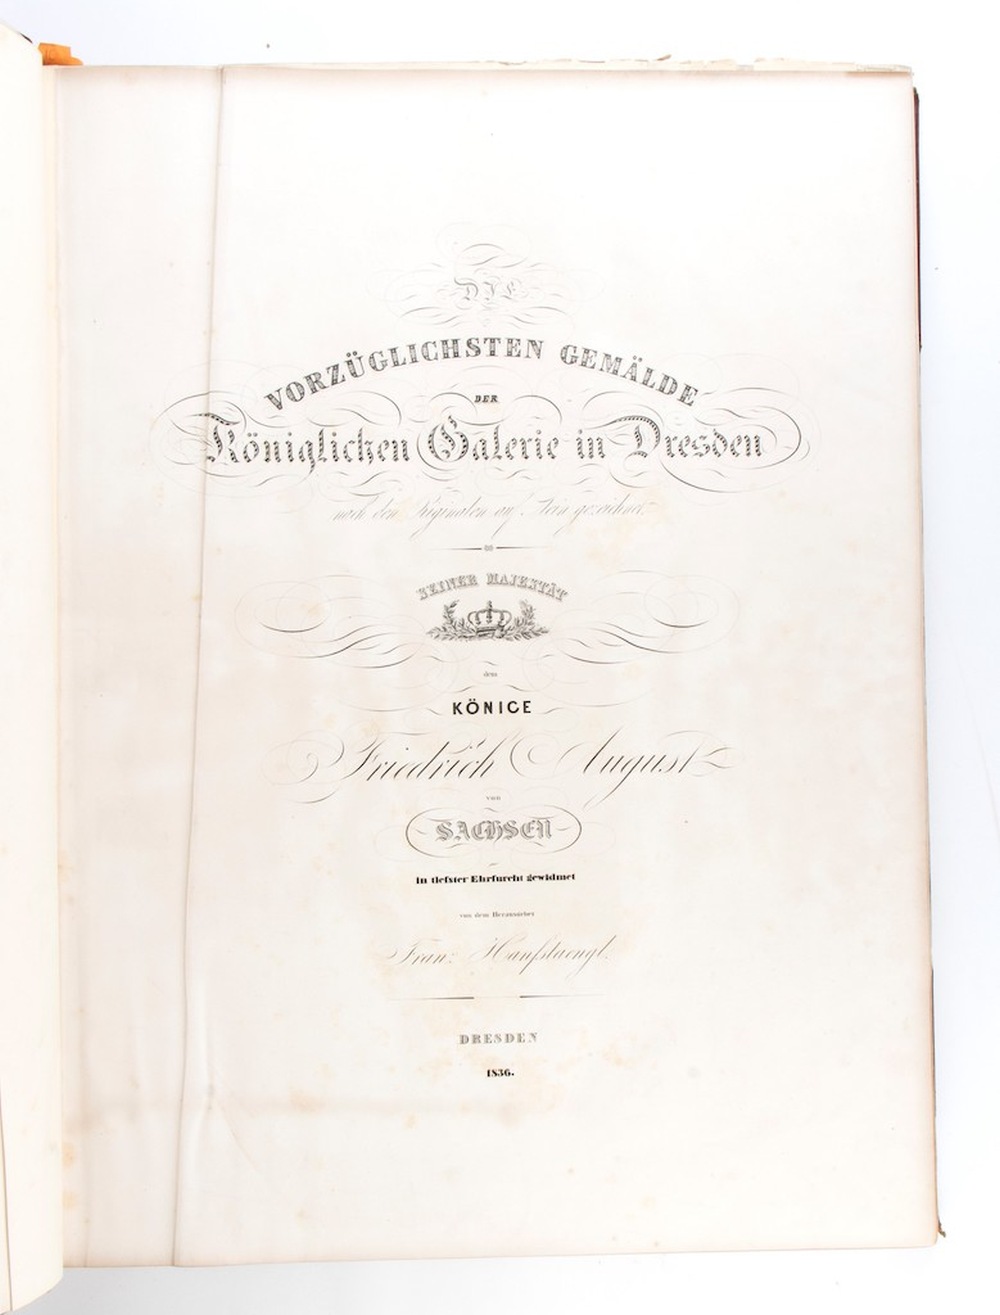 DIE
VORZÜGLICHSTEN GEMÄLDE
DER
Königlichen Galerie in Dresden
nach den Originalen auf Stein gezeichnet
SEINER MAJESTÄT
dem
KÖNIGE
Friedrich August
von
SACHSEN
in tiefster Ehrfurcht gewidmet
von dem Herausgeber
Franz Hanfstaengl.
DRESDEN
1836.